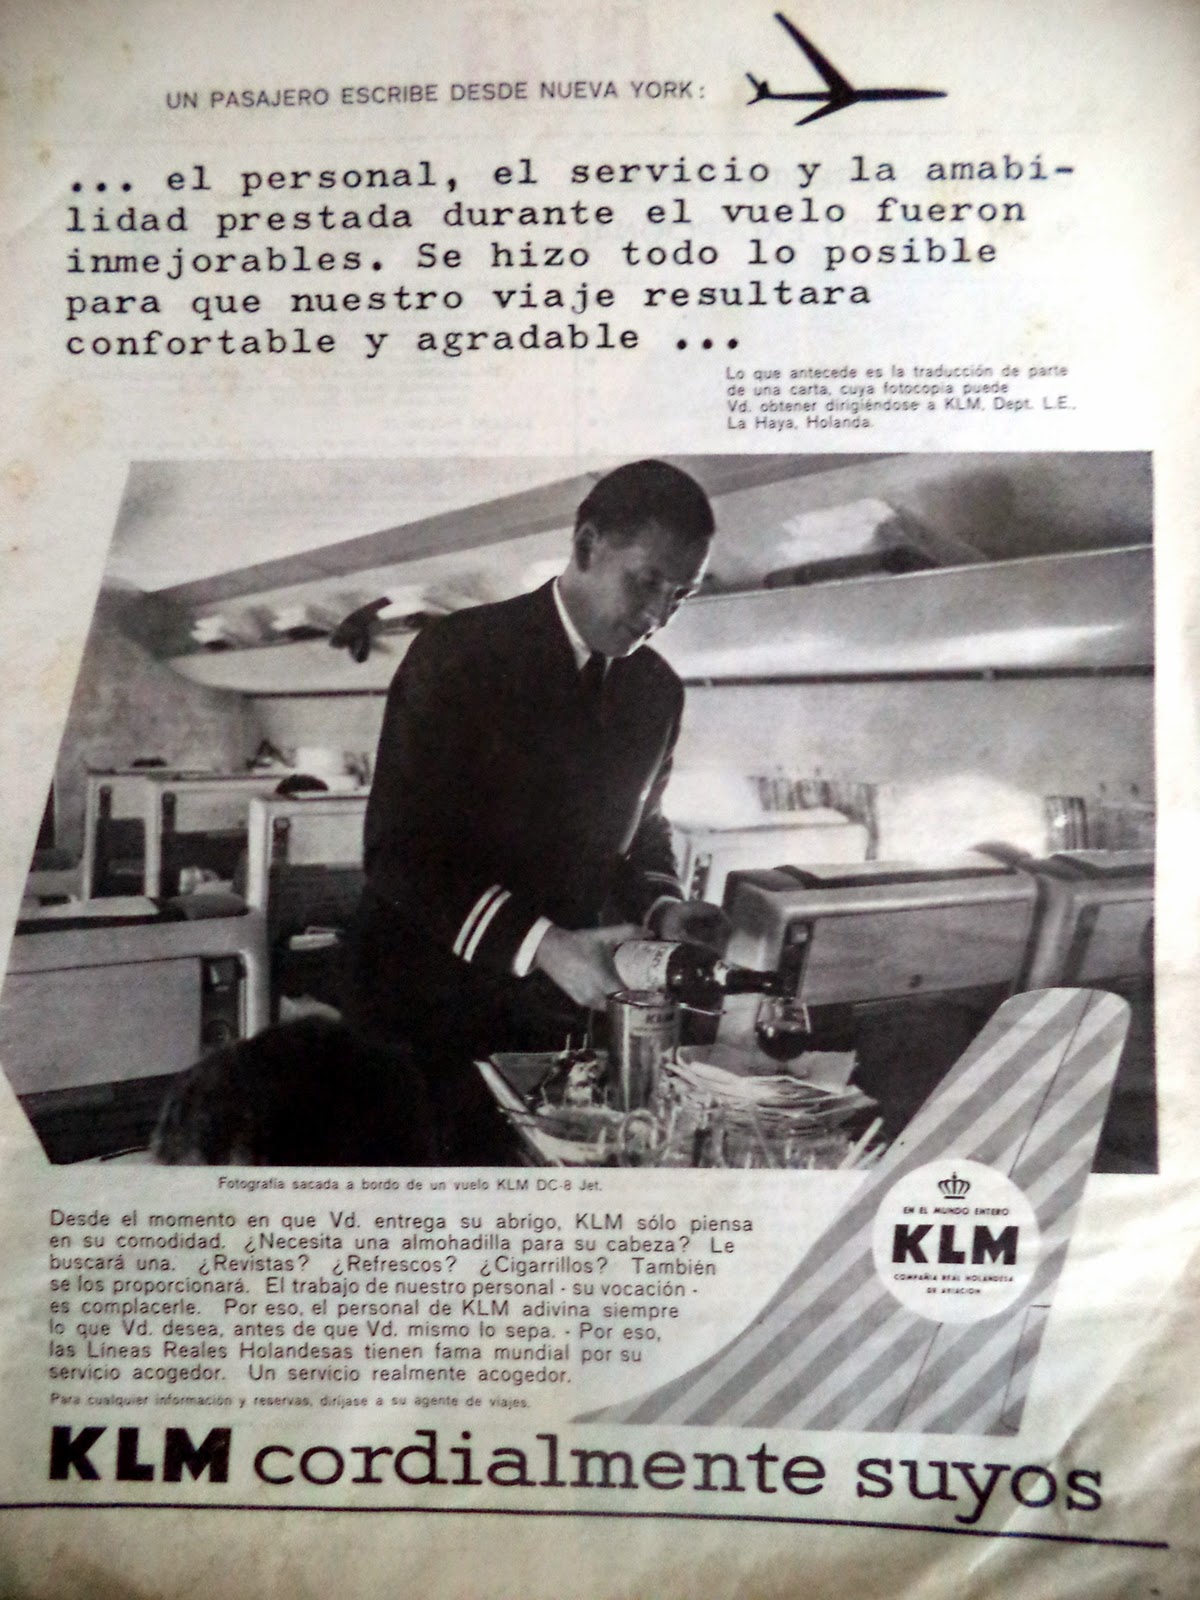 UN PASAJERO ESCRIBE DESDE NUEVA YORK:
... el personal, el servicio y la amabi-
lidad prestada durante el vuelo fueron
inmejorables. Se hizo todo lo posible
para que nuestro viaje resultara
confortable y agradable ...
Lo que antecede es la traducción de parte
de una carta, cuya fotocopia puede
Vd. obtener dirigiéndose a KLM, Dept. L.E.,
La Haya, Holanda.
KLM
Fotografía sacada a bordo de un vuelo KLM DC-8 Jet.
Desde el momento en que Vd. entrega su abrigo, KLM sólo piensa
en su comodidad. ¿Necesita una almohadilla para su cabeza? Le
buscará una. ¿Revistas? ¿Refrescos? ¿Cigarrillos? También
se los proporcionará. El trabajo de nuestro personal - su vocación -
es complacerle. Por eso, el personal de KLM adivina siempre
lo que Vd. desea, antes de que Vd. mismo lo sepa. - Por eso,
las Líneas Reales Holandesas tienen fama mundial por su
servicio acogedor. Un servicio realmente acogedor.
Para cualquier información y reservas, diríjase a su agente de viajes.
EN EL MUNDO ENTERO
KLM
COMPAÑIA REAL HOLANDESA
DE AVIACION
KLM cordialmente suyos